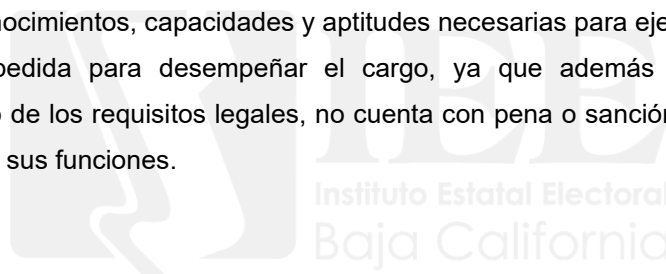 nocimientos, capacidades y aptitudes necesarias para eje
pedida para desempeñar el cargo, ya que además
o de los requisitos legales, no cuenta con pena o sanción
sus funciones.
IEE
Instituto Estatal Electoral
Baja California